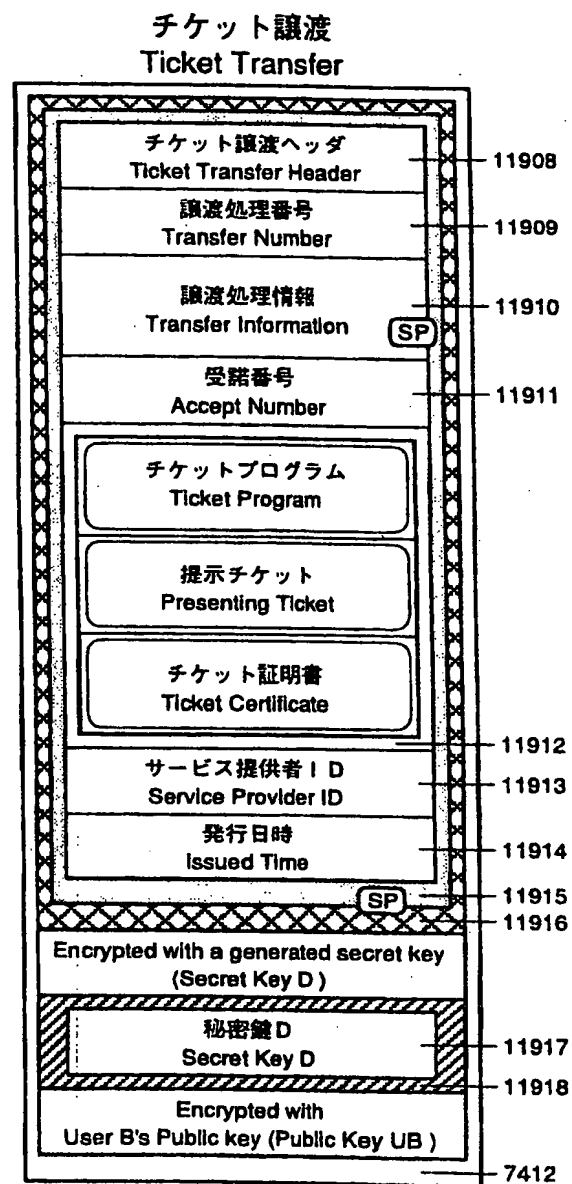 チケット譲渡
Ticket Transfer
チケット譲渡ヘッダ
Ticket Transfer Header
11908
譲渡処理番号
Transfer Number
11909
譲渡処理情報
Transfer Information
SP
11910
受諾番号
Accept Number
11911
チケットプログラム
Ticket Program
提示チケット
Presenting Ticket
チケット証明書
Ticket Certificate
11912
サービス提供者ID
Service Provider ID
11913
発行日時
Issued Time
11914
SP
11915
11916
Encrypted with a generated secret key
(Secret Key D )
秘密鍵D
Secret Key D
11917
11918
Encrypted with
User B's Public key (Public Key UB )
7412